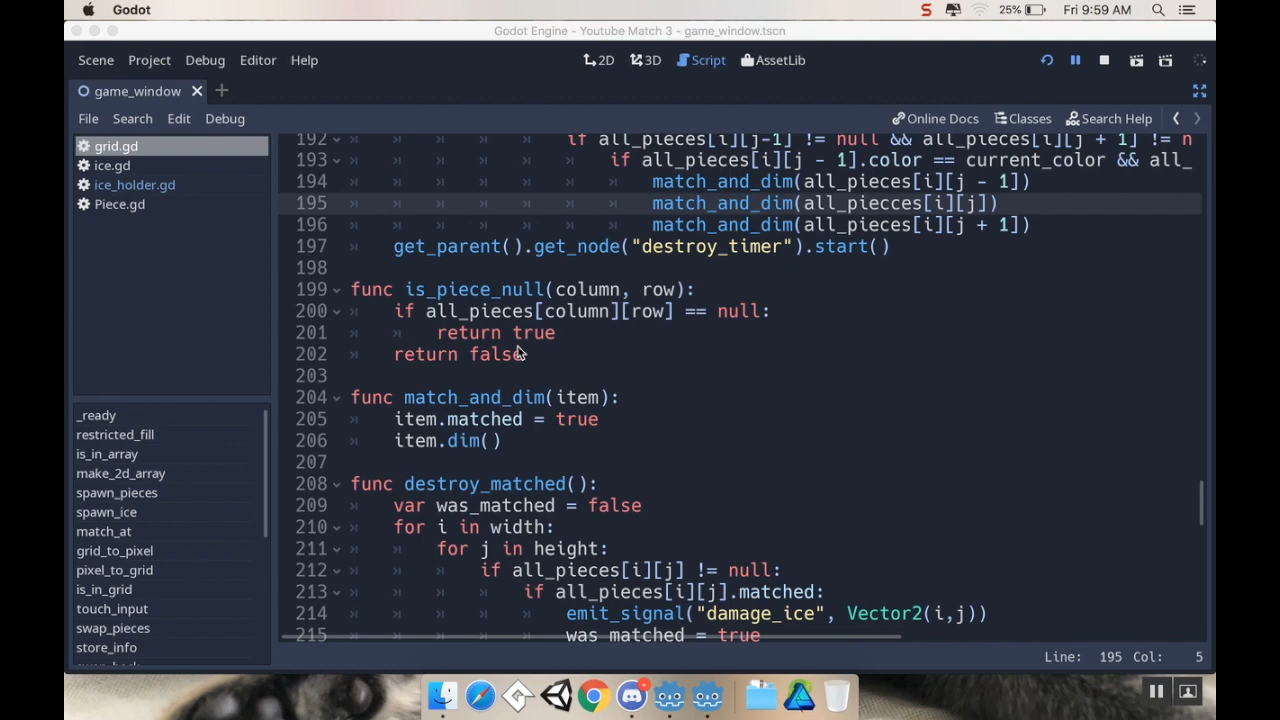 Godot
25%
Fri 9:59 AM
Godot Engine - Youtube Match 3 - game_window.tscn
Scene Project Debug Editor Help
2D 3D Script AssetLib
game_window
File Search Edit Debug
Online Docs Classes Search Help
grid.gd
ice.gd
ice_holder.gd
Piece.gd
_ready
restricted_fill
is_in_array
make_2d_array
spawn_pieces
spawn_ice
match_at
grid_to_pixel
pixel_to_grid
is_in_grid
touch_input
swap_pieces
store_info
192 if all_pieces[i][j-1] != null && all_pieces[i][j + 1] != n
193 if all_pieces[i][j - 1].color == current_color && all_
194 match_and_dim(all_pieces[i][j - 1])
195 match_and_dim(all_piecces[i][j])
196 match_and_dim(all_pieces[i][j + 1])
197 get_parent().get_node("destroy_timer").start()
198
199 func is_piece_null(column, row):
200 if all_pieces[column][row] == null:
201 return true
202 return false
203
204 func match_and_dim(item):
205 item.matched = true
206 item.dim()
207
208 func destroy_matched():
209 var was_matched = false
210 for i in width:
211 for j in height:
212 if all_pieces[i][j] != null:
213 if all_pieces[i][j].matched:
214 emit_signal("damage_ice", Vector2(i,j))
215 was_matched = true
Line: 195 Col: 5